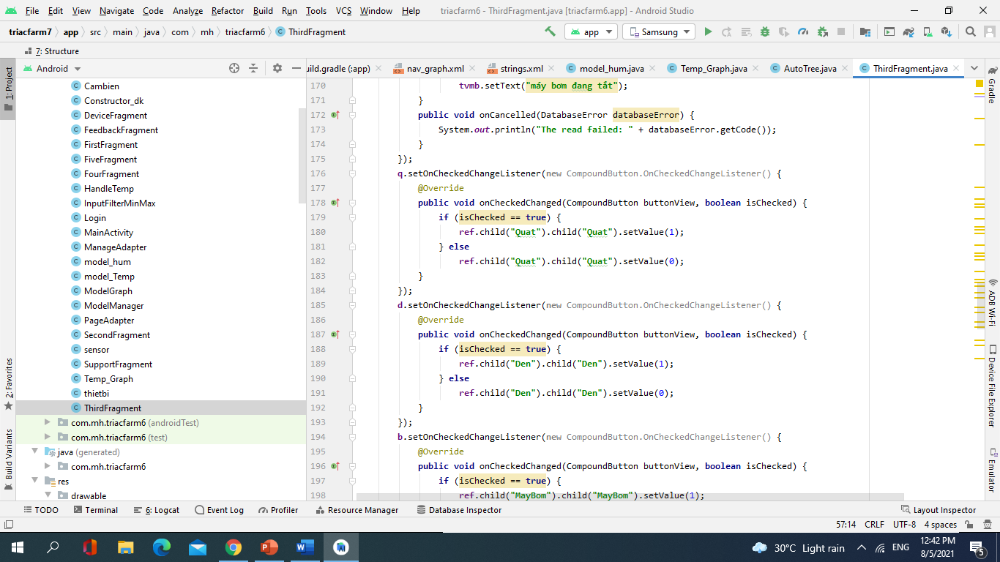 File Edit View Navigate Code Analyze Refactor Build Run Tools VCS Window Help triacfarm6 - ThirdFragment.java [triacfarm6.app] - Android Studio
triacfarm7 app src main java com mh triacfarm6 ThirdFragment app Samsung
7: Structure
1: Project
Android
uild.gradle (:app) nav_graph.xml strings.xml model_hum.java Temp_Graph.java AutoTree.java ThirdFragment.java
Cambien
Constructor_dk
DeviceFragment
FeedbackFragment
FirstFragment
FiveFragment
FourFragment
HandleTemp
InputFilterMinMax
Login
MainActivity
ManageAdapter
model_hum
model_Temp
ModelGraph
ModelManager
PageAdapter
SecondFragment
sensor
SupportFragment
Temp_Graph
thietbi
ThirdFragment
com.mh.triacfarm6 (androidTest)
com.mh.triacfarm6 (test)
java (generated)
com.mh.triacfarm6
res
drawable
2: Favorites
Build Variants
170 tvmb.setText("máy bơm đang tắt");
171 }
172 public void onCancelled(DatabaseError databaseError) {
173 System.out.println("The read failed: " + databaseError.getCode());
174 }
175 });
176 q.setOnCheckedChangeListener(new CompoundButton.OnCheckedChangeListener() {
177 @Override
178 public void onCheckedChanged(CompoundButton buttonView, boolean isChecked) {
179 if (isChecked == true) {
180 ref.child("Quat").child("Quat").setValue(1);
181 } else
182 ref.child("Quat").child("Quat").setValue(0);
183 }
184 });
185 d.setOnCheckedChangeListener(new CompoundButton.OnCheckedChangeListener() {
186 @Override
187 public void onCheckedChanged(CompoundButton buttonView, boolean isChecked) {
188 if (isChecked == true) {
189 ref.child("Den").child("Den").setValue(1);
190 } else
191 ref.child("Den").child("Den").setValue(0);
192 }
193 });
194 b.setOnCheckedChangeListener(new CompoundButton.OnCheckedChangeListener() {
195 @Override
196 public void onCheckedChanged(CompoundButton buttonView, boolean isChecked) {
197 if (isChecked == true) {
198 ref.child("MayBom").child("MayBom").setValue(1);
Gradle
ADB Wi-Fi
Device File Explorer
Emulator
TODO Terminal 6: Logcat Event Log Profiler Resource Manager Database Inspector Layout Inspector
57:14 CRLF UTF-8 4 spaces
30°C Light rain ENG 12:42 PM
8/5/2021
5